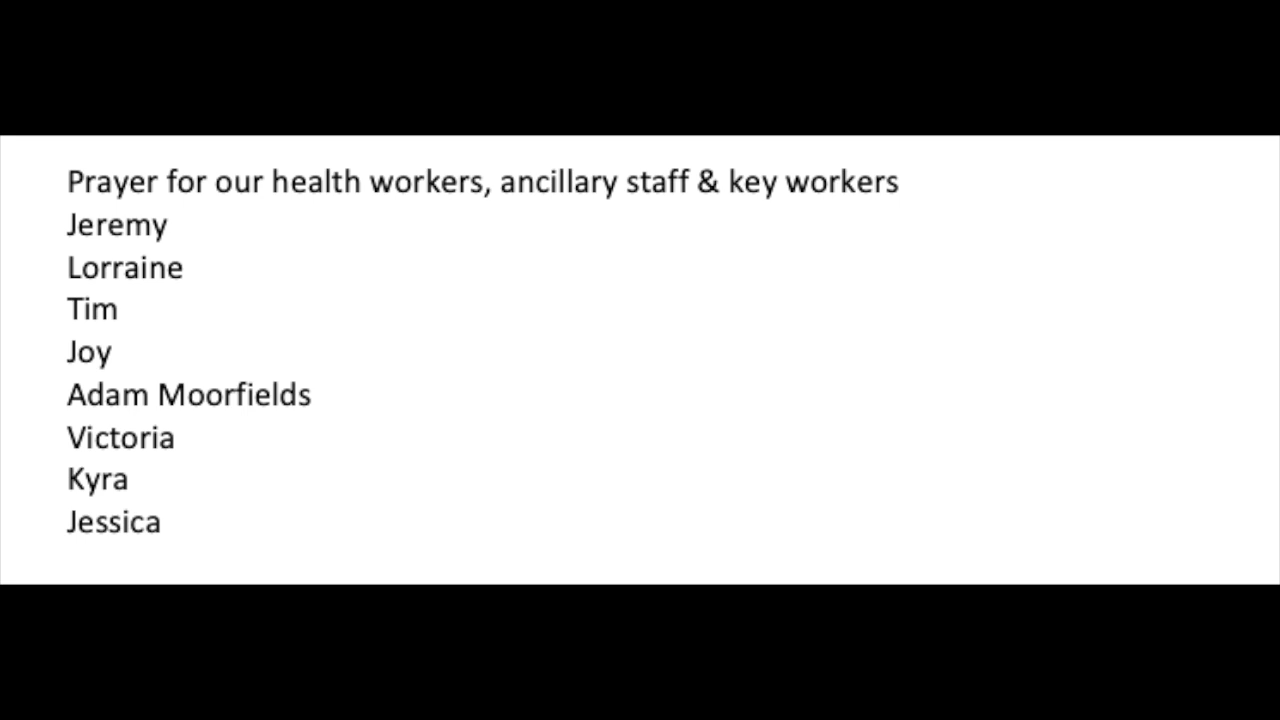 Prayer for our health workers, ancillary staff & key workers
Jeremy
Lorraine
Tim
Joy
Adam Moorfields
Victoria
Kyra
Jessica